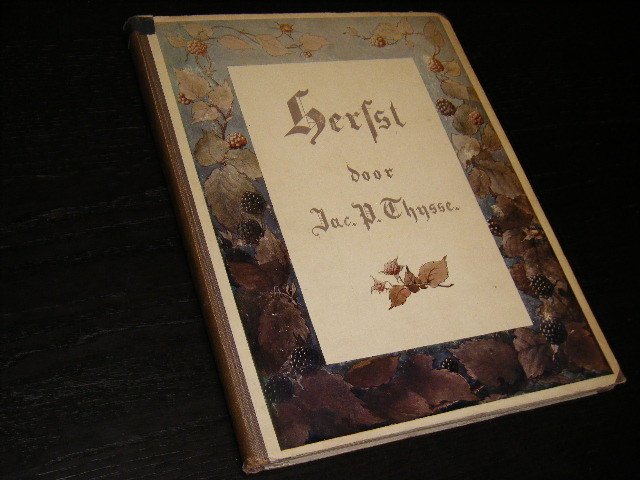 Herfst
door
Jac. P. Thysse.